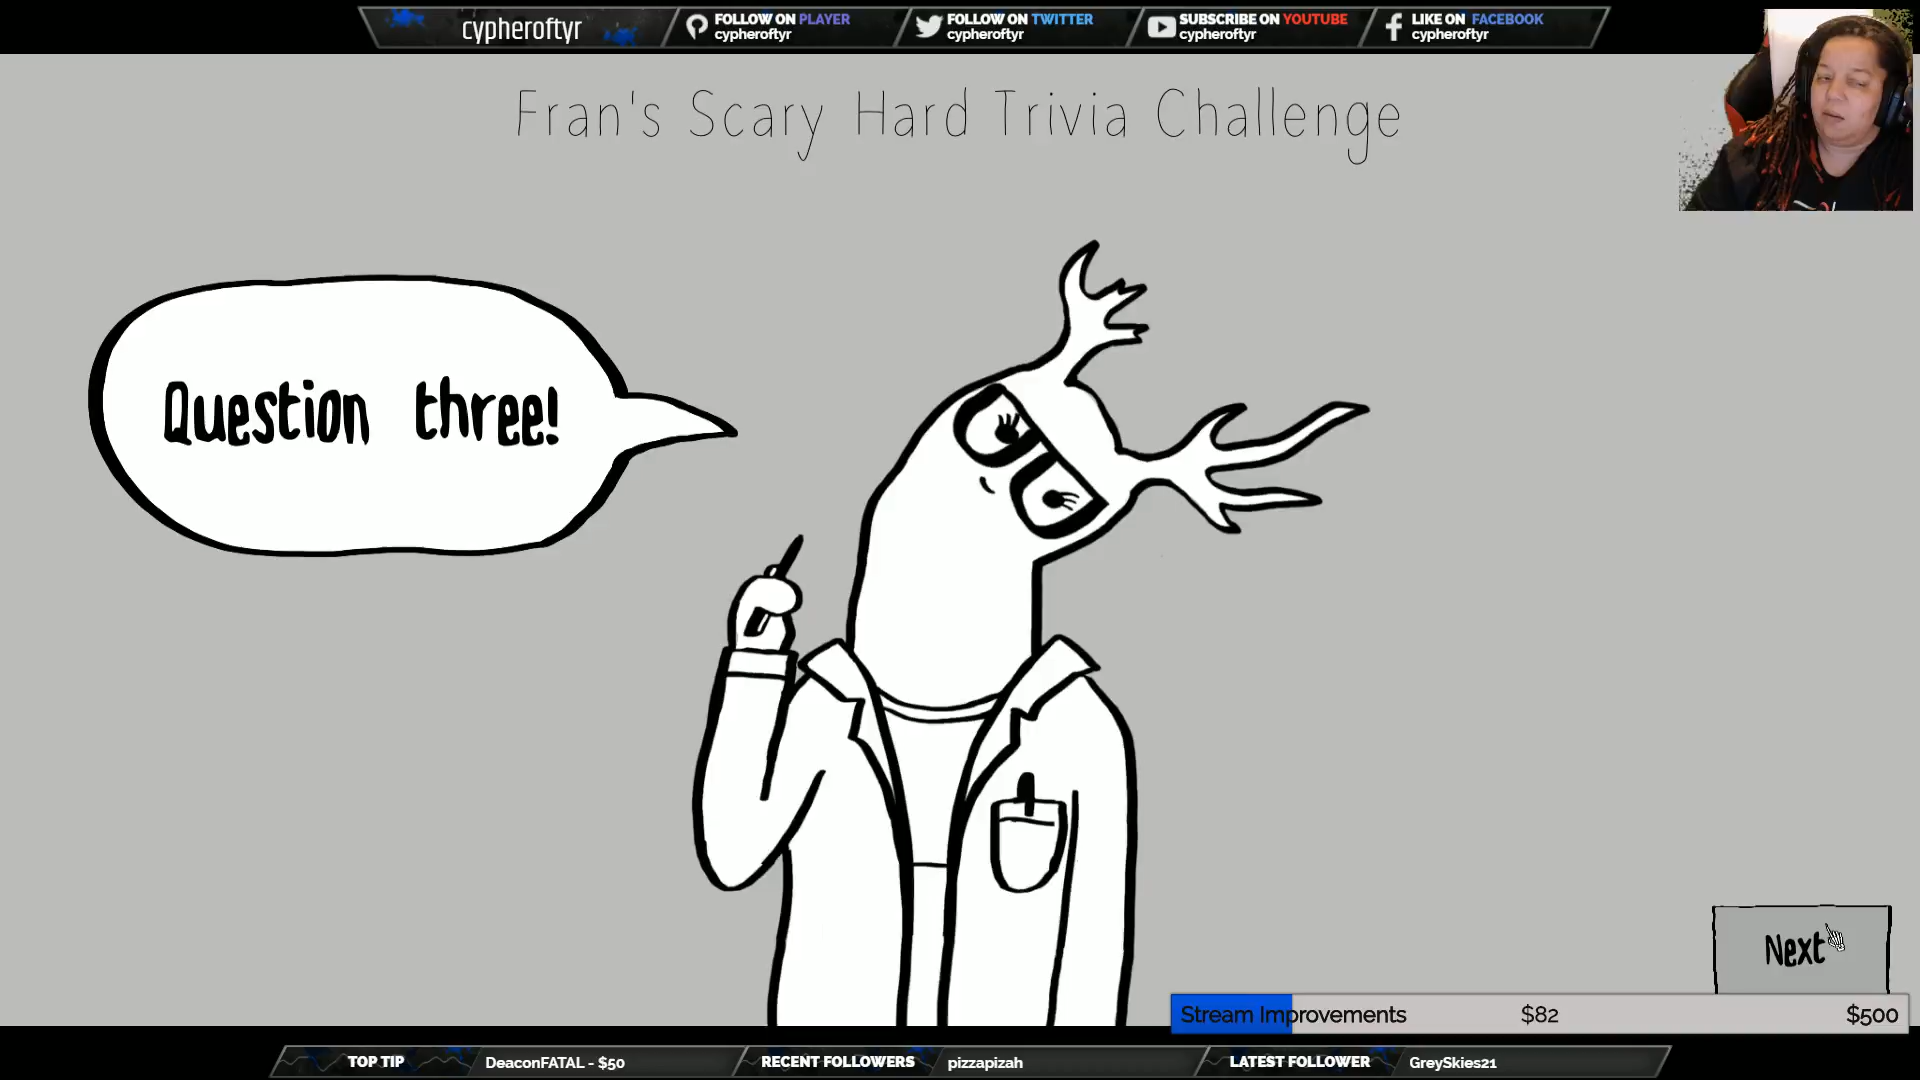 cypheroftyr
FOLLOW ON PLAYER
cypheroftyr
FOLLOW ON TWITTER
cypheroftyr
SUBSCRIBE ON YOUTUBE
cypheroftyr
LIKE ON FACEBOOK
cypheroftyr
Fran's Scary Hard Trivia Challenge
Question three!
Next
Stream Improvements $82 $500
TOP TIP DeaconFATAL - $50 RECENT FOLLOWERS pizzapizah LATEST FOLLOWER GreySkies21